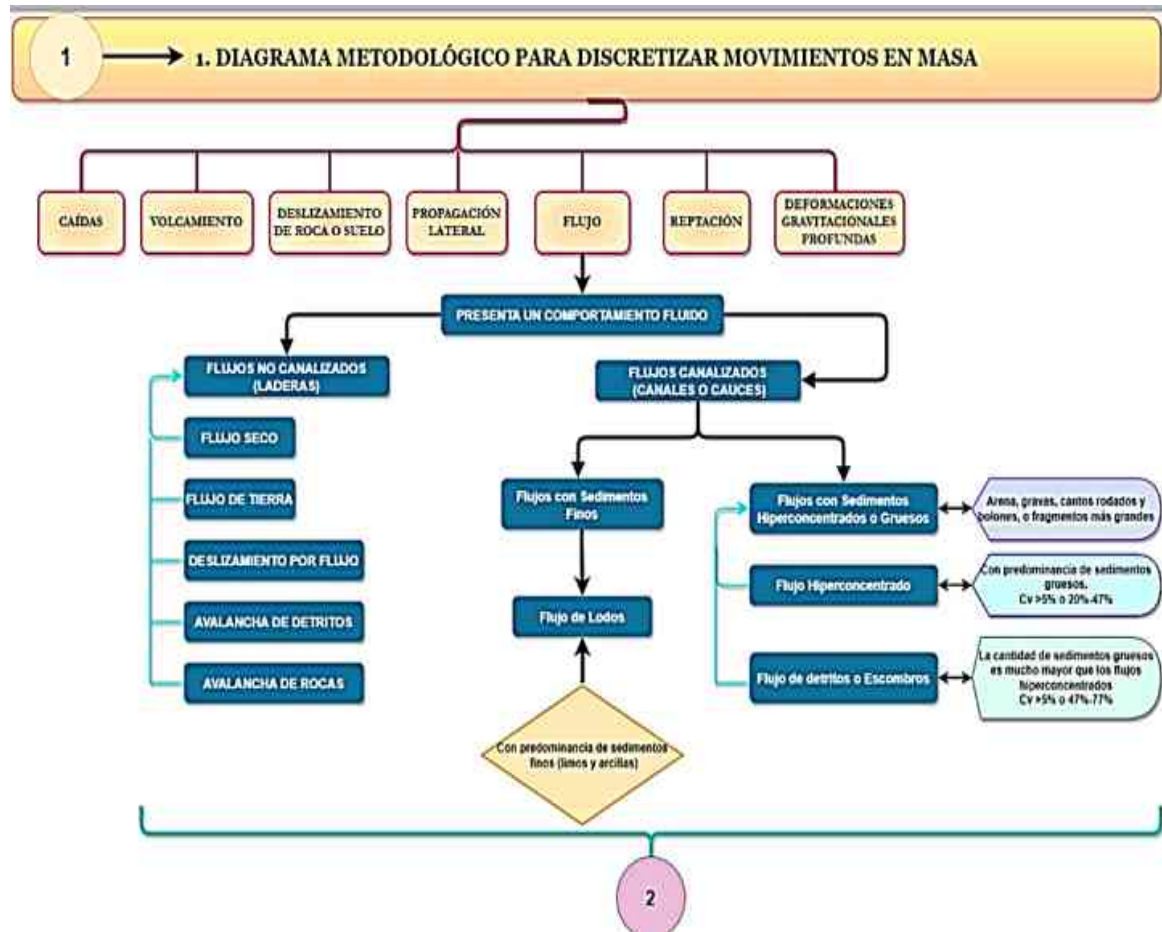 1
1. DIAGRAMA METODOLÓGICO PARA DISCRETIZAR MOVIMIENTOS EN MASA
CAÍDAS
VOLCAMIENTO
DESLIZAMIENTO
DE ROCA O SUELO
PROPAGACIÓN
LATERAL
FLUJO
REPTACIÓN
DEFORMACIONES
GRAVITACIONALES
PROFUNDAS
PRESENTA UN COMPORTAMIENTO FLUIDO
FLUJOS NO CANALIZADOS
(LADERAS)
FLUJO SECO
FLUJO DE TIERRA
DESLIZAMIENTO POR FLUJO
AVALANCHA DE DETRITOS
AVALANCHA DE ROCAS
FLUJOS CANALIZADOS
(CANALES O CAUCES)
Flujos con Sedimentos
Finos
Flujo de Lodos
Con predominancia de sedimentos
finos (limos y arcillas)
Flujos con Sedimentos
Hiperconcentrados o Gruesos
Arena, gravas, cantos rodados y
bolones, o fragmentos más grandes
Flujo Hiperconcentrado
Con predominancia de sedimentos
gruesos.
Cv >5% o 20%-47%
Flujo de detritos o Escombros
La cantidad de sedimentos gruesos
es mucho mayor que los flujos
hiperconcentrados
Cv >5% o 47%-77%
2